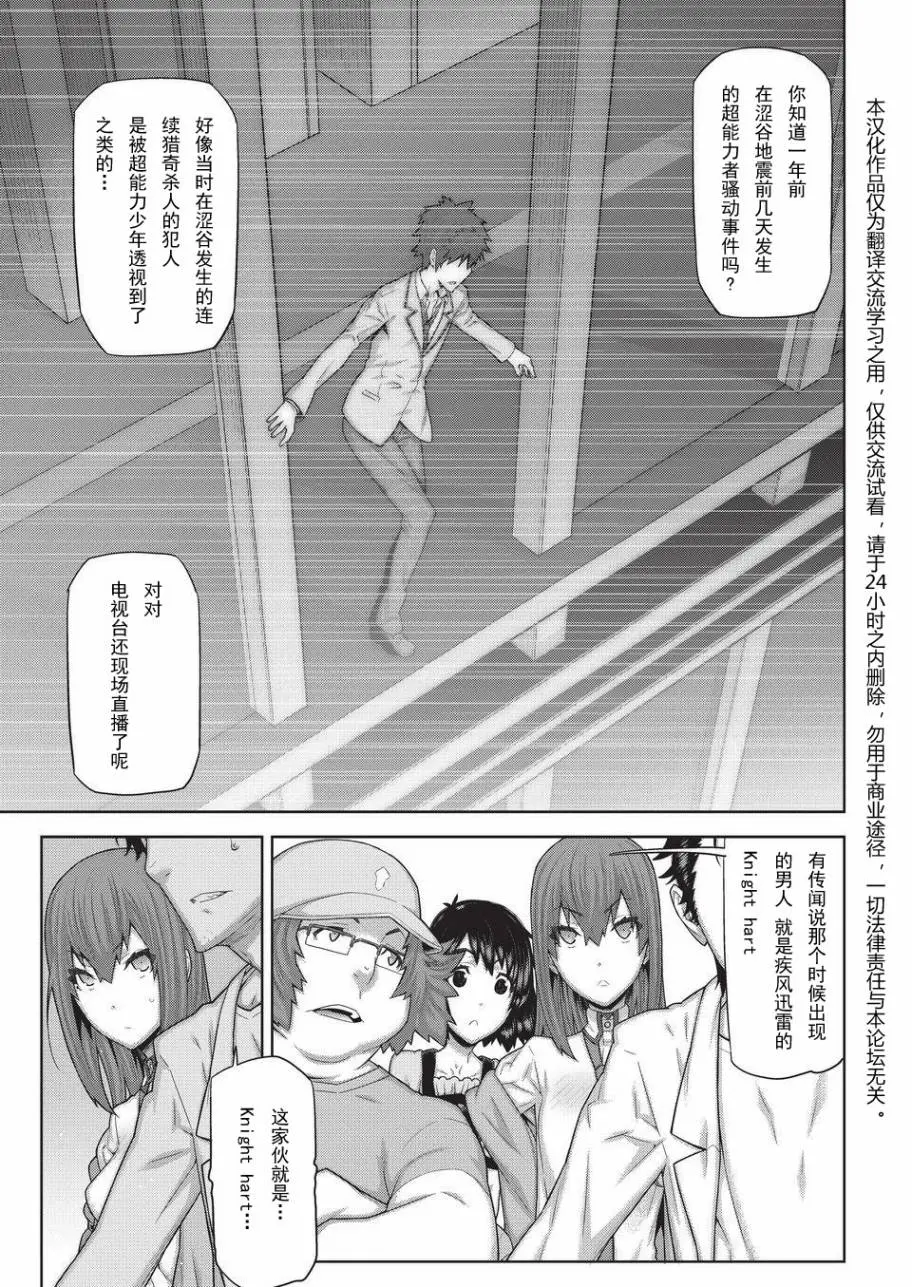 你知道一年前
在涩谷地震前几天发生
的超能力者骚动事件吗？
好像当时在涩谷发生的连
续猎奇杀人的犯人
是被超能力少年透视到了
之类的…
对对
电视台还现场直播了呢
有传闻说那个时候出现
的男人 就是疾风迅雷的
Knight hart
这家伙就是…
Knight hart…
本汉化作品仅为翻译交流学习之用，仅供交流试看，请于24小时之内删除，勿用于商业途径，一切法律责任与本论坛无关。